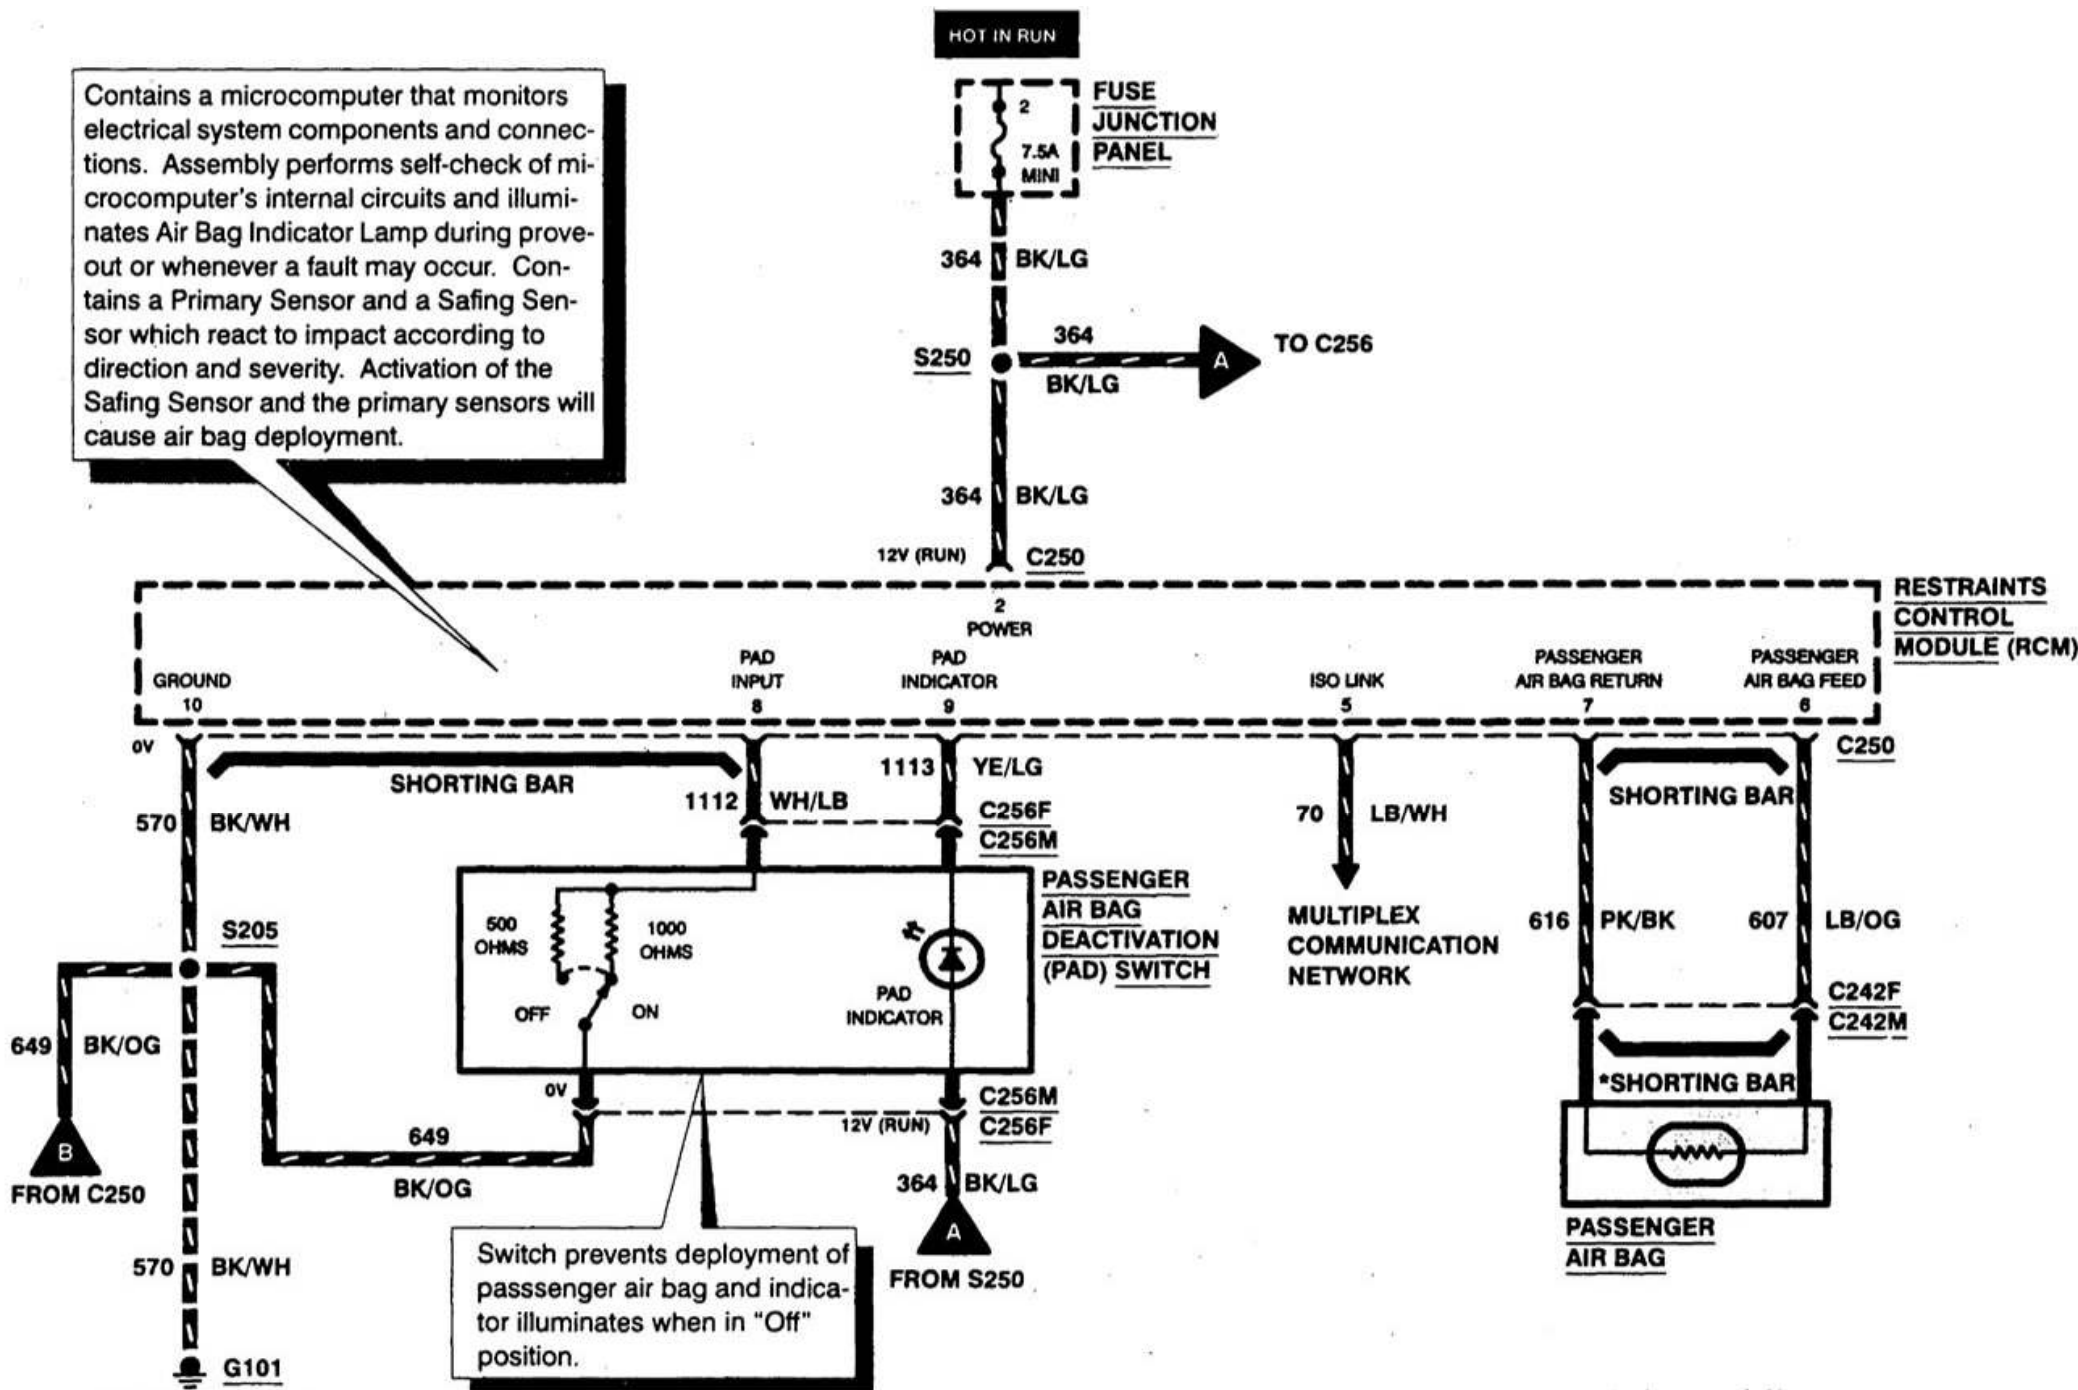 HOT IN RUN
2
7.5A
MINI
FUSE
JUNCTION
PANEL
Contains a microcomputer that monitors
electrical system components and connec-
tions. Assembly performs self-check of mi-
crocomputer's internal circuits and illumi-
nates Air Bag Indicator Lamp during prove-
out or whenever a fault may occur. Con-
tains a Primary Sensor and a Safing Sen-
sor which react to impact according to
direction and severity. Activation of the
Safing Sensor and the primary sensors will
cause air bag deployment.
364 BK/LG
S250
364
BK/LG
A
TO C256
364 BK/LG
12V (RUN) C250
RESTRAINTS
CONTROL
MODULE (RCM)
2
POWER
GROUND
10
PAD
INPUT
8
PAD
INDICATOR
9
ISO LINK
5
PASSENGER
AIR BAG RETURN
7
PASSENGER
AIR BAG FEED
6
0V
C250
SHORTING BAR
SHORTING BAR
570 BK/WH
1112 WH/LB
1113 YE/LG
C256F
C256M
70 LB/WH
S205
500
OHMS
1000
OHMS
OFF
ON
PAD
INDICATOR
PASSENGER
AIR BAG
DEACTIVATION
(PAD) SWITCH
MULTIPLEX
COMMUNICATION
NETWORK
616 PK/BK
607 LB/OG
C242F
C242M
*SHORTING BAR
649 BK/OG
B
FROM C250
0V
649
BK/OG
12V (RUN)
C256M
C256F
364 BK/LG
A
FROM S250
PASSENGER
AIR BAG
570 BK/WH
G101
Switch prevents deployment of
passsenger air bag and indica-
tor illuminates when in "Off"
position.